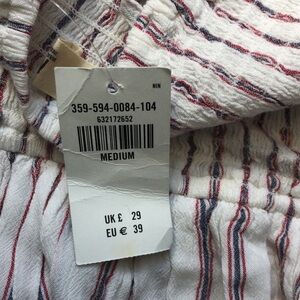 NEW
359-594-0084-104
632172652
MEDIUM
UK £ 29
EU € 39